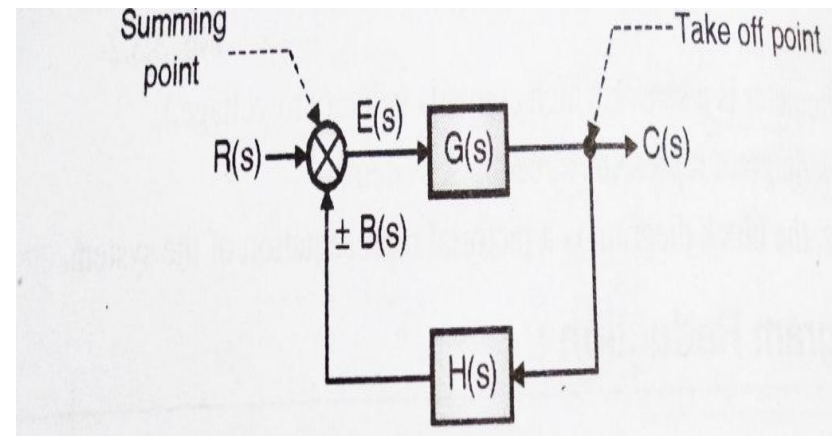 Summing
point
Take off point
E(s)
R(s)
G(s)
C(s)
± B(s)
H(s)